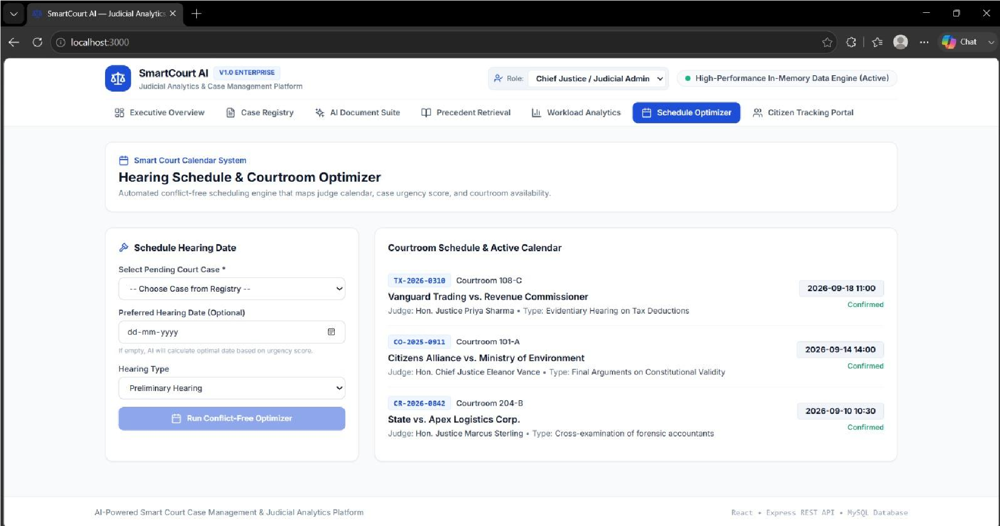 SmartCourt AI — Judicial Analytics
localhost:3000
Chat
SmartCourt AI V1.0 ENTERPRISE
Judicial Analytics & Case Management Platform
Role: Chief Justice / Judicial Admin
High-Performance In-Memory Data Engine (Active)
Executive Overview Case Registry AI Document Suite Precedent Retrieval Workload Analytics Schedule Optimizer Citizen Tracking Portal
Smart Court Calendar System
Hearing Schedule & Courtroom Optimizer
Automated conflict-free scheduling engine that maps judge calendar, case urgency score, and courtroom availability.
Schedule Hearing Date
Select Pending Court Case *
-- Choose Case from Registry --
Preferred Hearing Date (Optional)
dd-mm-yyyy
If empty, AI will calculate optimal date based on urgency score.
Hearing Type
Preliminary Hearing
Run Conflict-Free Optimizer
Courtroom Schedule & Active Calendar
TX-2026-0310 Courtroom 108-C
Vanguard Trading vs. Revenue Commissioner
Judge: Hon. Justice Priya Sharma • Type: Evidentiary Hearing on Tax Deductions
2026-09-18 11:00
Confirmed
CO-2025-0911 Courtroom 101-A
Citizens Alliance vs. Ministry of Environment
Judge: Hon. Chief Justice Eleanor Vance • Type: Final Arguments on Constitutional Validity
2026-09-14 14:00
Confirmed
CR-2026-0842 Courtroom 204-B
State vs. Apex Logistics Corp.
Judge: Hon. Justice Marcus Sterling • Type: Cross-examination of forensic accountants
2026-09-10 10:30
Confirmed
AI-Powered Smart Court Case Management & Judicial Analytics Platform
React • Express REST API • MySQL Database